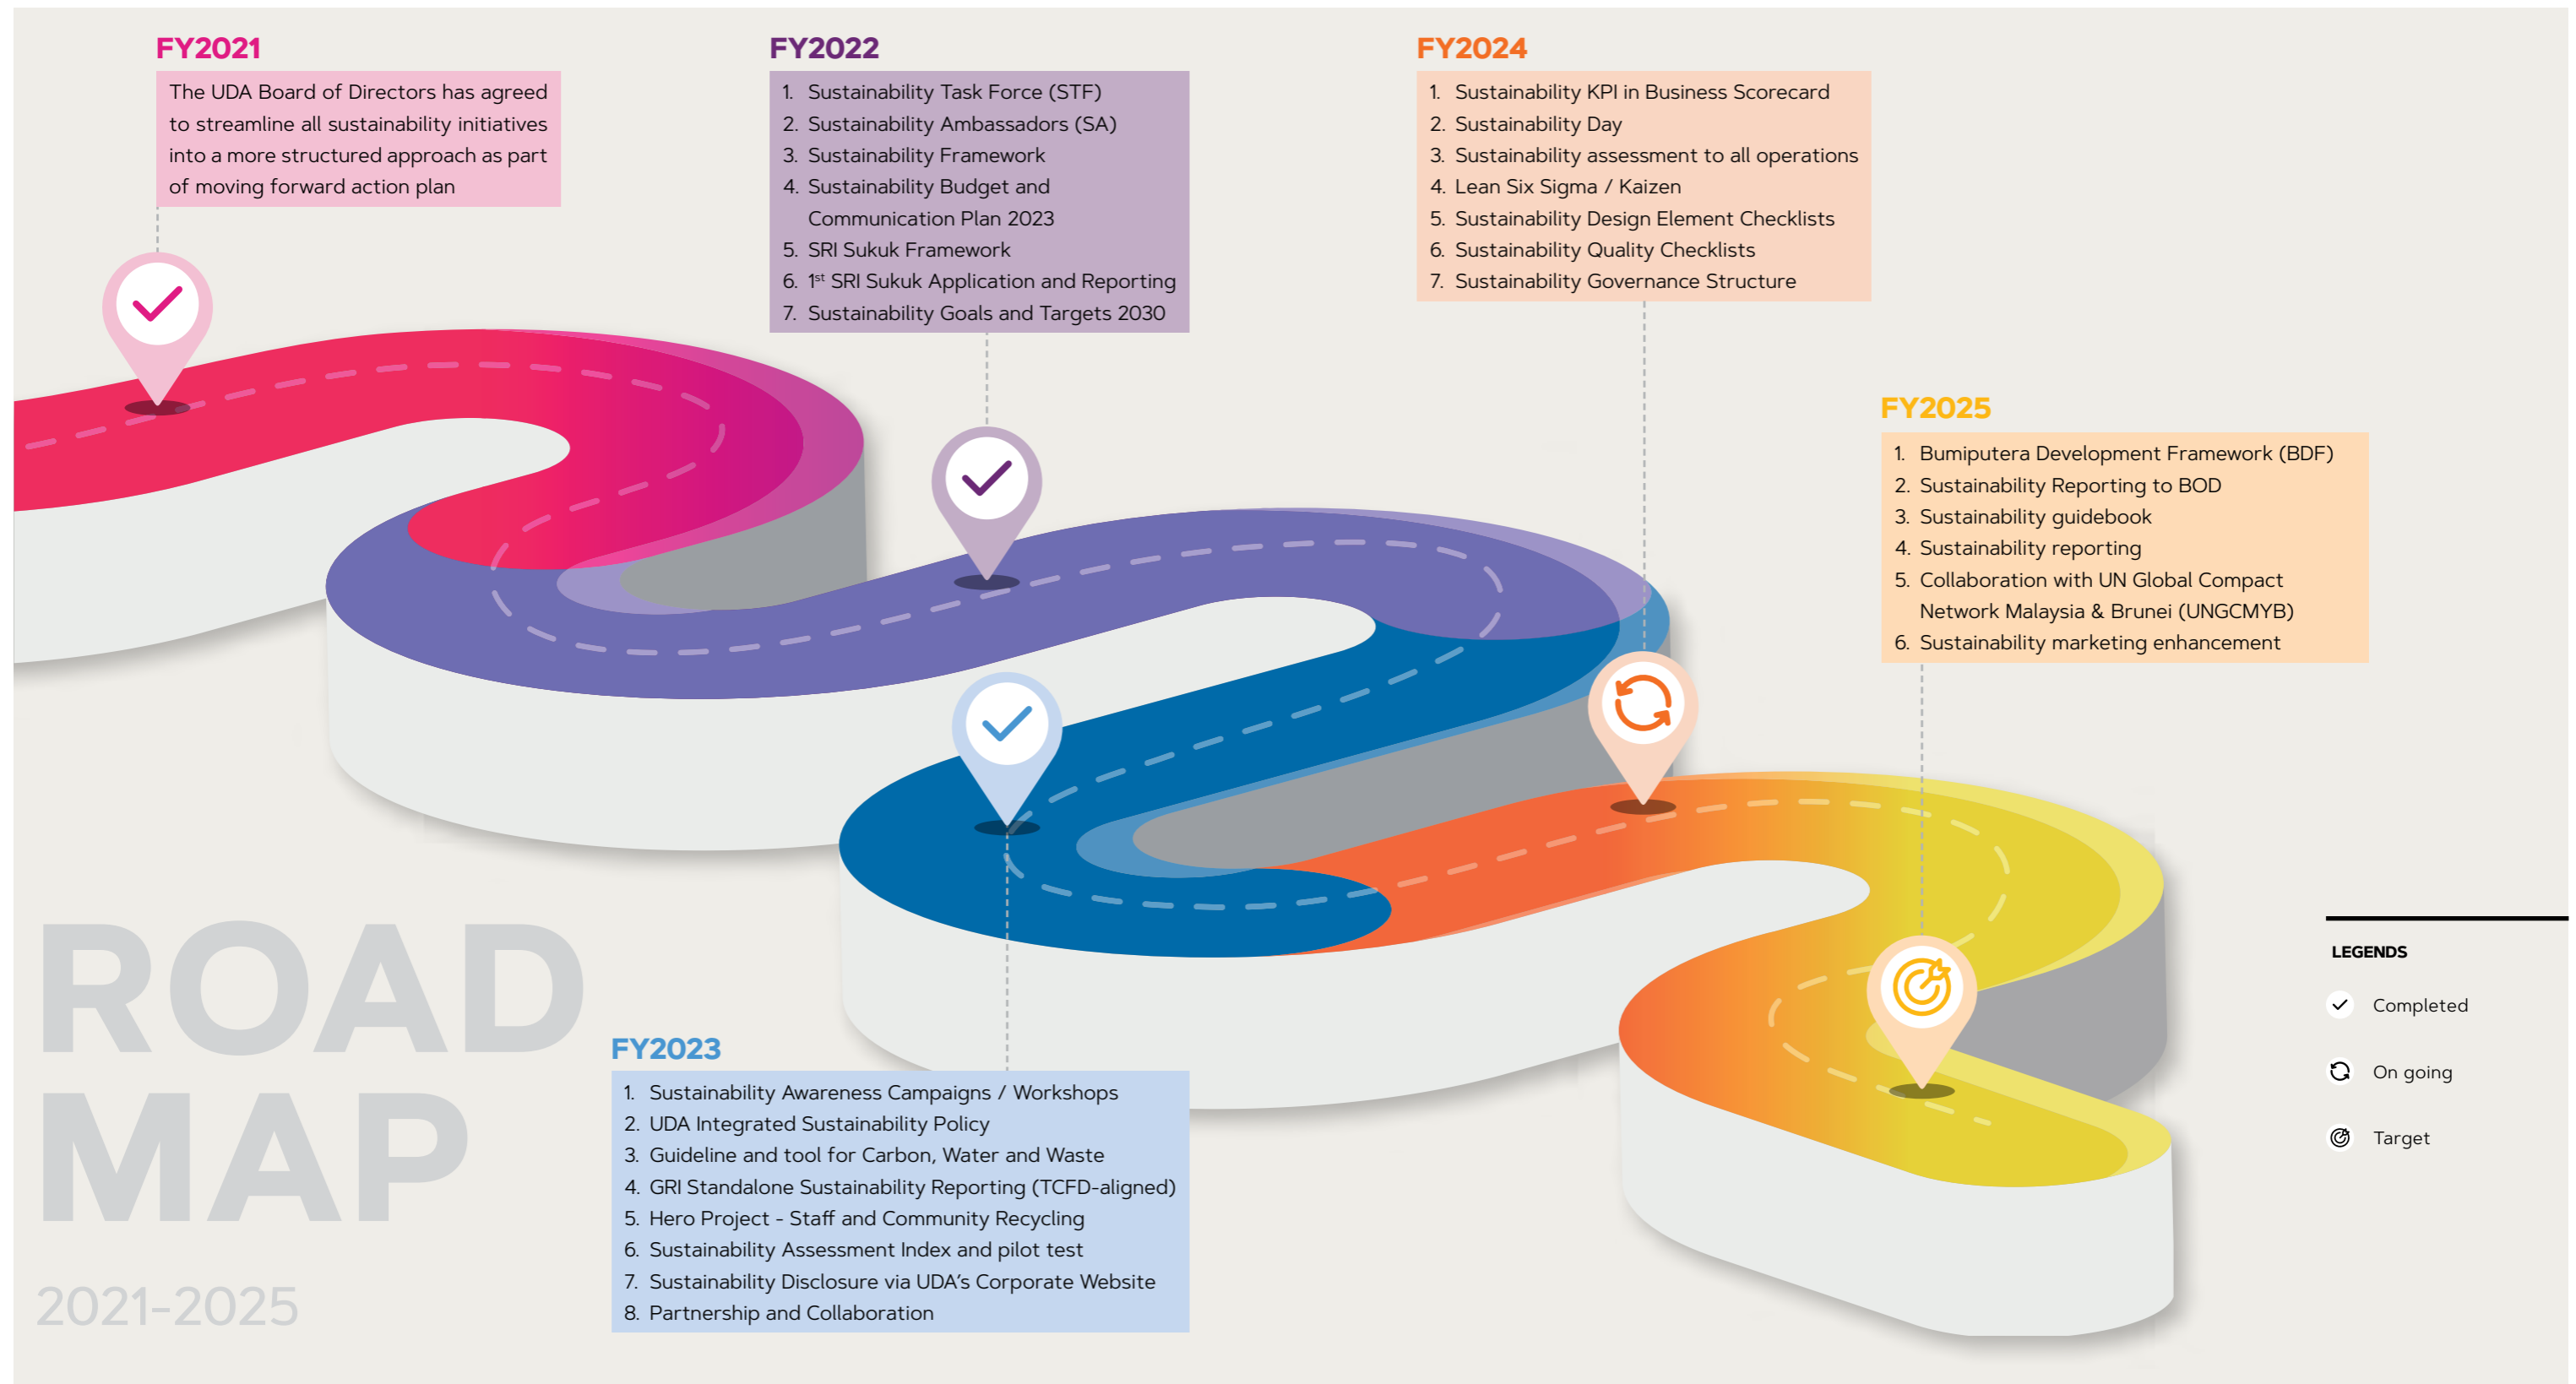 FY2021
The UDA Board of Directors has agreed
to streamline all sustainability initiatives
into a more structured approach as part
of moving forward action plan
FY2022
1. Sustainability Task Force (STF)
2. Sustainability Ambassadors (SA)
3. Sustainability Framework
4. Sustainability Budget and
Communication Plan 2023
5. SRI Sukuk Framework
6. 1st SRI Sukuk Application and Reporting
7. Sustainability Goals and Targets 2030
FY2024
1. Sustainability KPI in Business Scorecard
2. Sustainability Day
3. Sustainability assessment to all operations
4. Lean Six Sigma / Kaizen
5. Sustainability Design Element Checklists
6. Sustainability Quality Checklists
7. Sustainability Governance Structure
FY2025
1. Bumiputera Development Framework (BDF)
2. Sustainability Reporting to BOD
3. Sustainability guidebook
4. Sustainability reporting
5. Collaboration with UN Global Compact
Network Malaysia & Brunei (UNGCMYB)
6. Sustainability marketing enhancement
ROAD
MAP
2021-2025
FY2023
1. Sustainability Awareness Campaigns / Workshops
2. UDA Integrated Sustainability Policy
3. Guideline and tool for Carbon, Water and Waste
4. GRI Standalone Sustainability Reporting (TCFD-aligned)
5. Hero Project - Staff and Community Recycling
6. Sustainability Assessment Index and pilot test
7. Sustainability Disclosure via UDA's Corporate Website
8. Partnership and Collaboration
LEGENDS
Completed
On going
Target